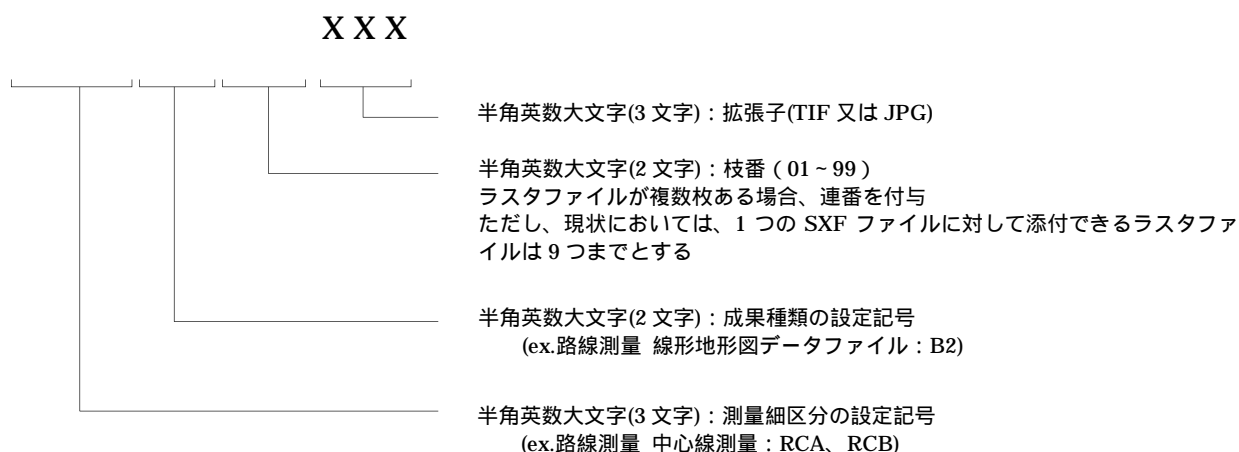 XXX
半角英数大文字(3 文字)：拡張子(TIF 又は JPG)
半角英数大文字(2 文字)：枝番（01～99）
ラスタファイルが複数枚ある場合、連番を付与
ただし、現状においては、1 つの SXF ファイルに対して添付できるラスタファ
イルは 9 つまでとする
半角英数大文字(2 文字)：成果種類の設定記号
(ex.路線測量 線形地形図データファイル：B2)
半角英数大文字(3 文字)：測量細区分の設定記号
(ex.路線測量 中心線測量：RCA、RCB)